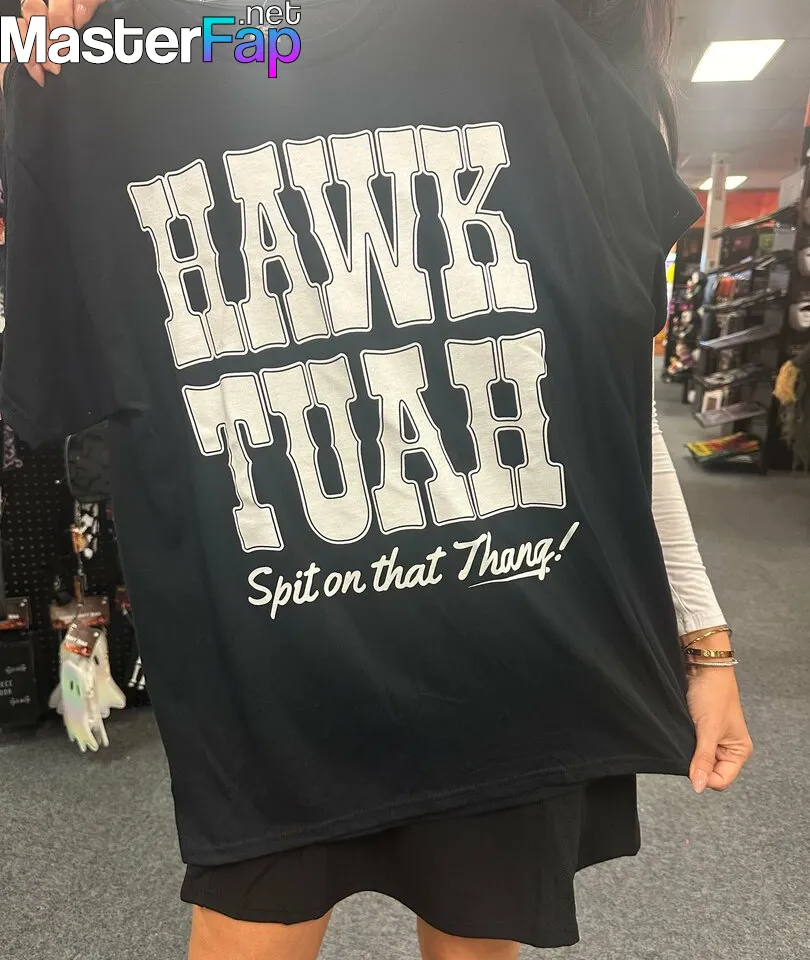 MasterFap.net
HAWK
TUAH
Spit on that Thang!